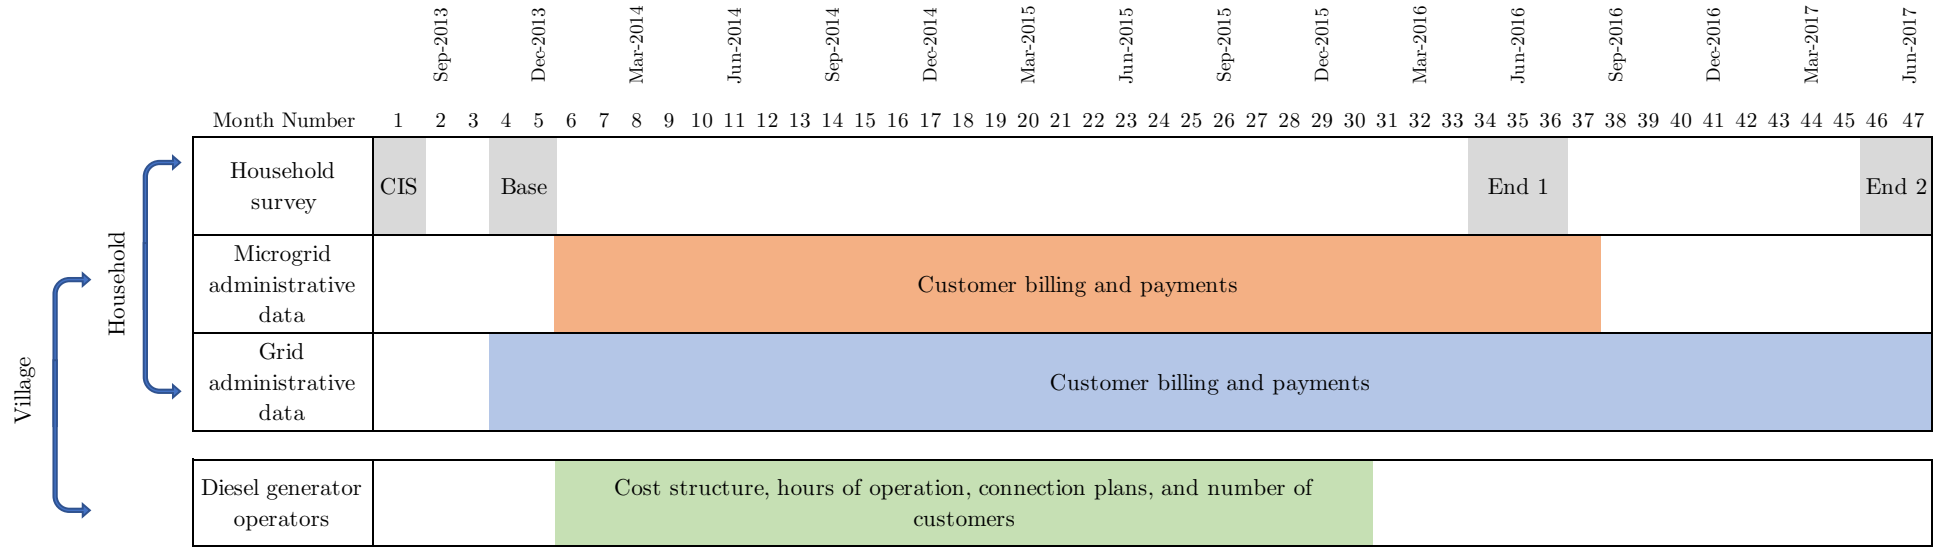 Sep-2013 Dec-2013 Mar-2014 Jun-2014 Sep-2014 Dec-2014 Mar-2015 Jun-2015 Sep-2015 Dec-2015 Mar-2016 Jun-2016 Sep-2016 Dec-2016 Mar-2017 Jun-2017
Month Number 1 2 3 4 5 6 7 8 9 10 11 12 13 14 15 16 17 18 19 20 21 22 23 24 25 26 27 28 29 30 31 32 33 34 35 36 37 38 39 40 41 42 43 44 45 46 47
Household
survey
CIS
Base
End 1
End 2
Microgrid
administrative
data
Customer billing and payments
Grid
administrative
data
Customer billing and payments
Household
Village
Diesel generator
operators
Cost structure, hours of operation, connection plans, and number of
customers